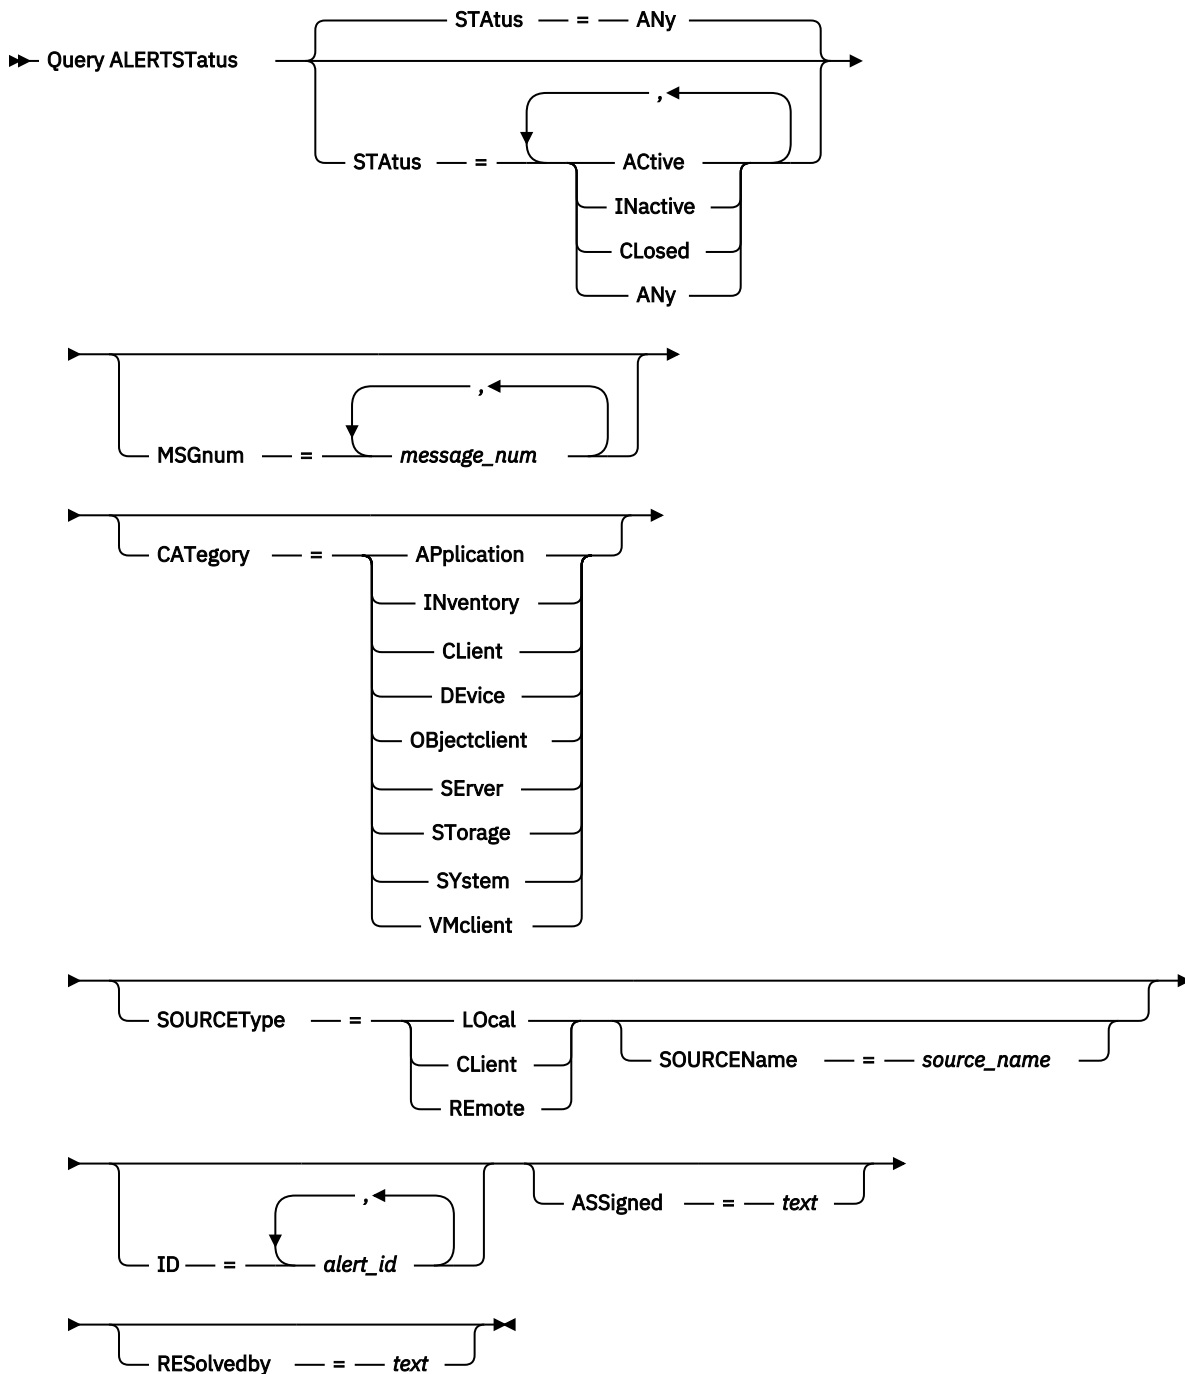 STAtus = ANy
Query ALERTSTatus
,
STAtus = ACtive
INactive
CLosed
ANy
,
MSGnum = message_num
CATegory = APplication
INventory
CLient
DEvice
OBjectclient
SErver
STorage
SYstem
VMclient
SOURCEType = LOcal
CLient
SOURCEName = source_name
REmote
,
ASSigned = text
ID = alert_id
RESolvedby = text